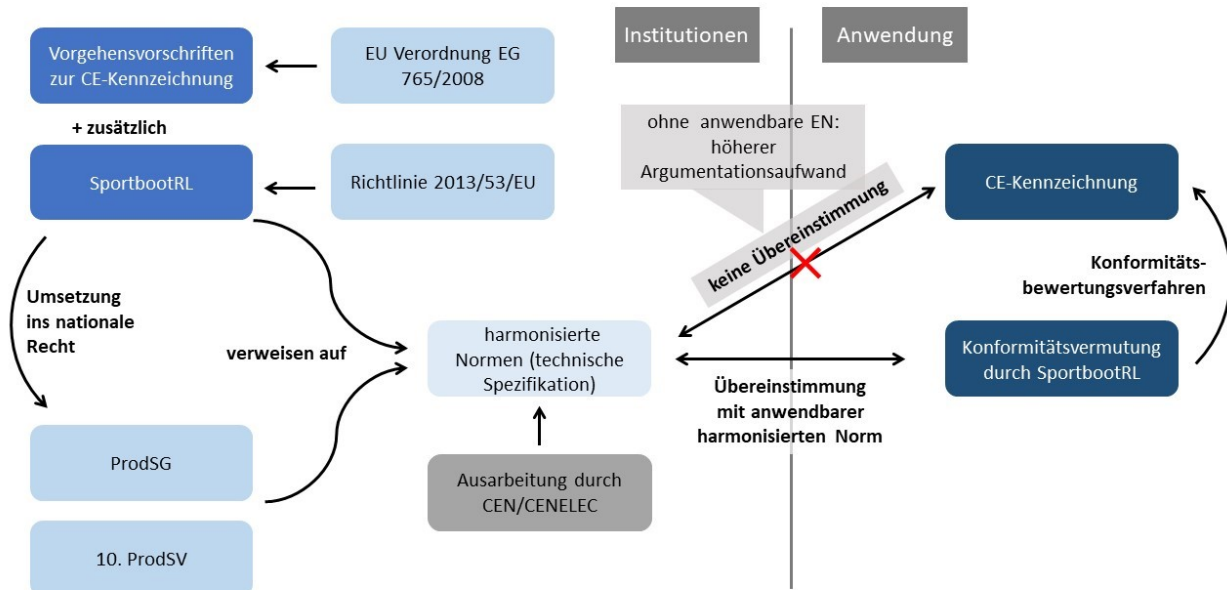 Institutionen
Anwendung
Vorgehensvorschriften
zur CE-Kennzeichnung
EU Verordnung EG
765/2008
+ zusätzlich
SportbootRL
Richtlinie 2013/53/EU
ohne anwendbare EN:
höherer
Argumentationsaufwand
keine Übereinstimmung
CE-Kennzeichnung
Umsetzung
ins nationale
Recht
verweisen auf
harmonisierte
Normen (technische
Spezifikation)
Übereinstimmung
mit anwendbarer
harmonisierten Norm
Konformitäts-
bewertungsverfahren
Konformitätsvermutung
durch SportbootRL
ProdSG
Ausarbeitung durch
CEN/CENELEC
10. ProdSV